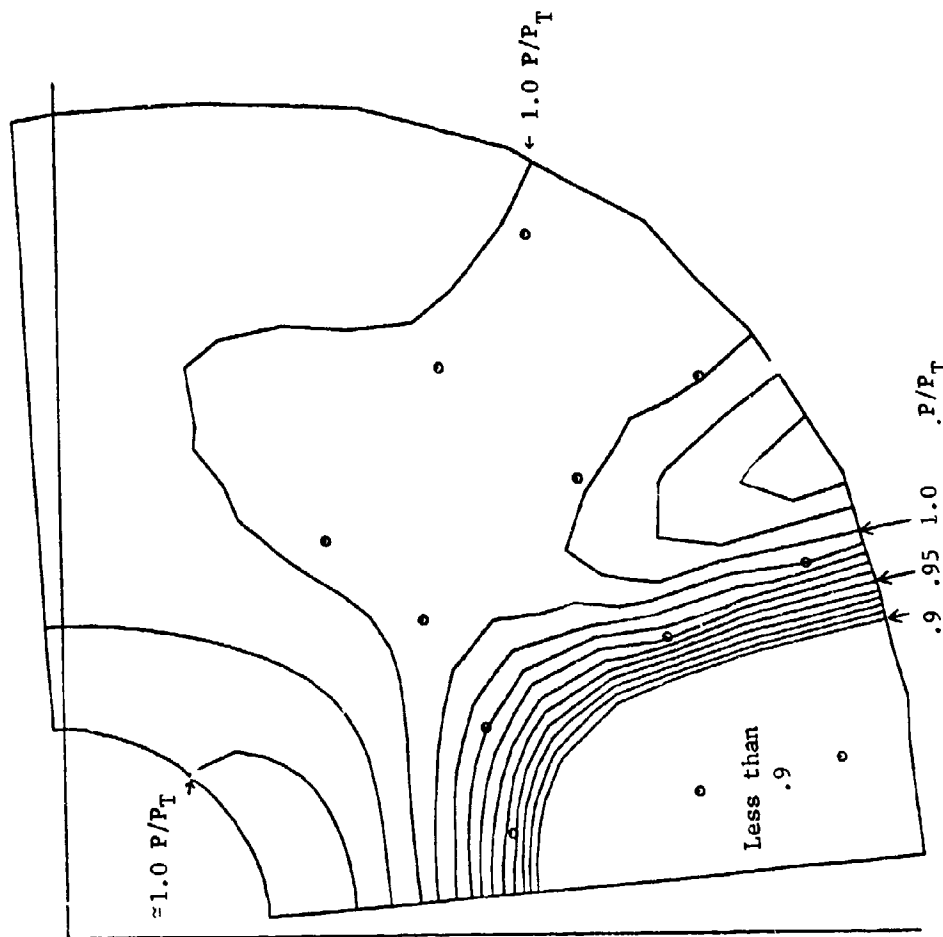 ← 1.0 P/P_T
≃1.0 P/P_T
Less than
.9
.9 .95 1.0 .P/P_T